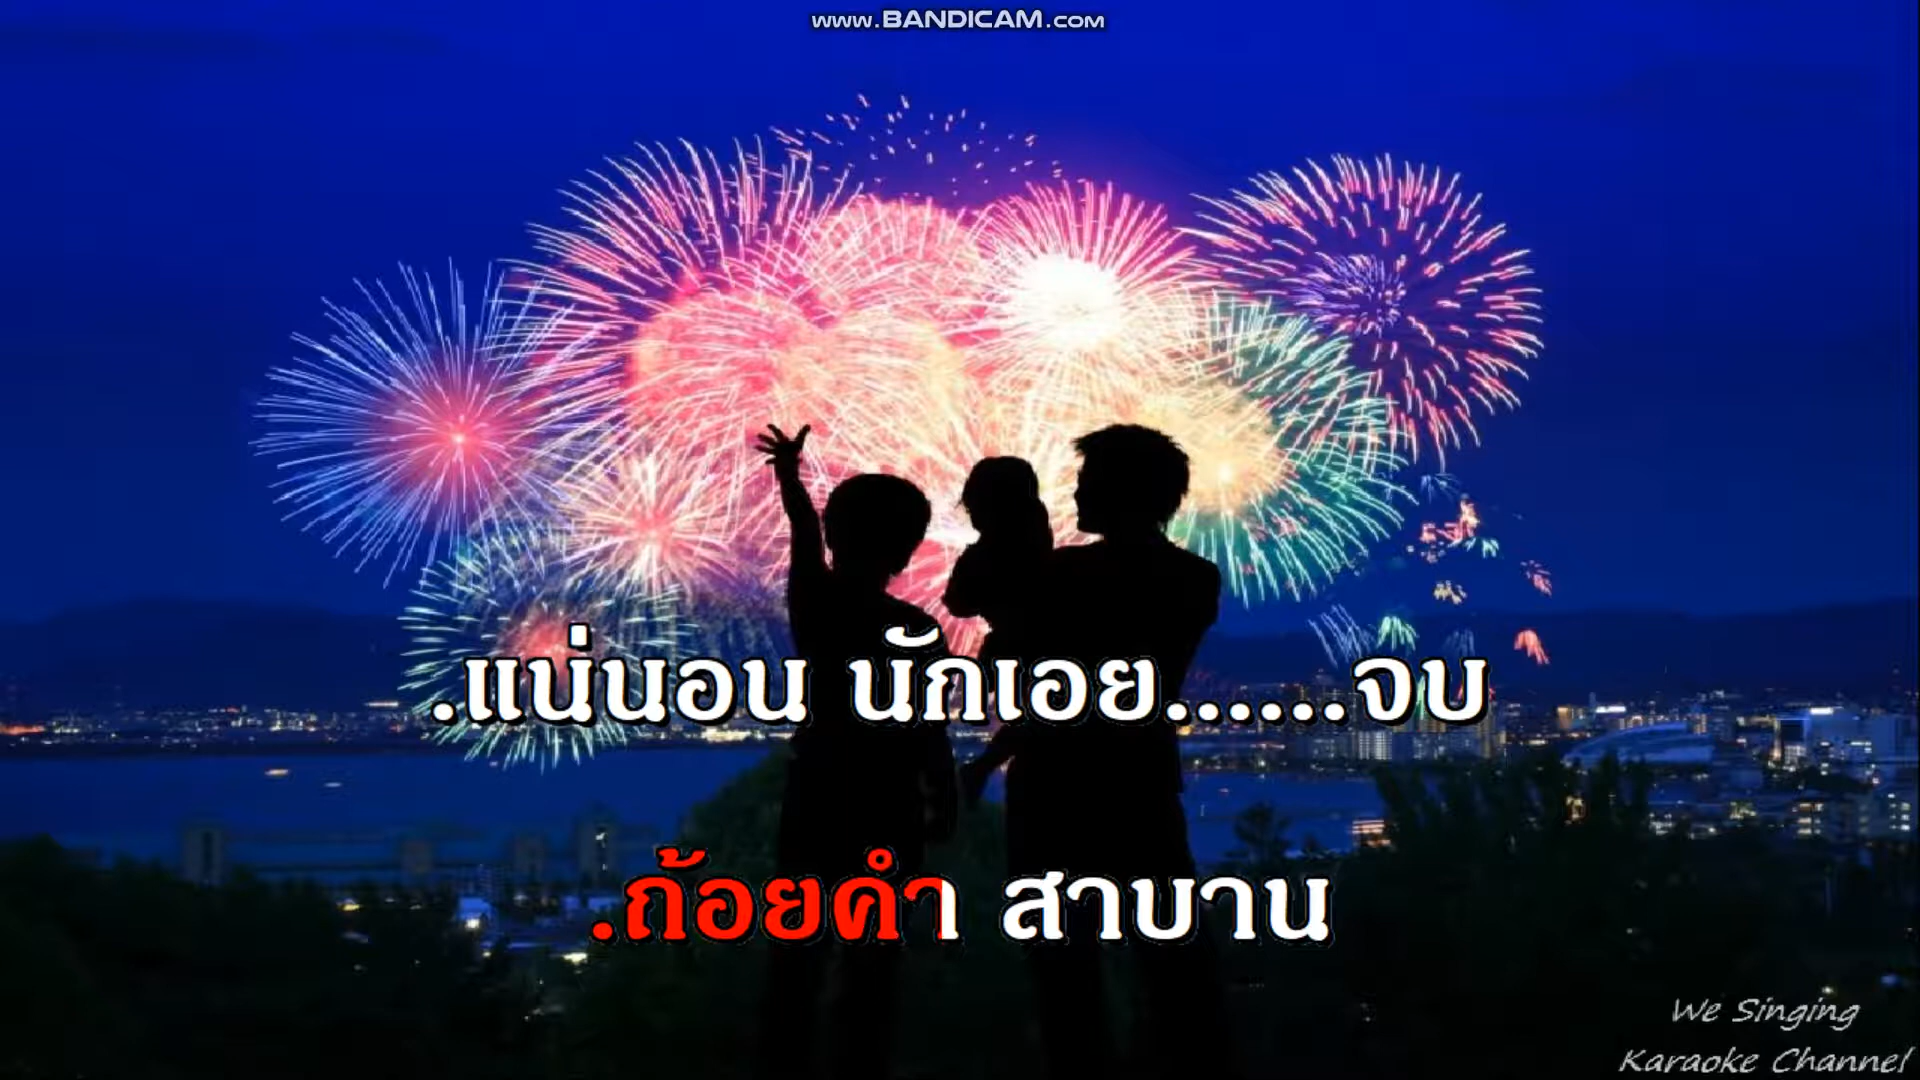 www.BANDICAM.com
.แน่นอน นักเอย......จบ
.ถ้อยคำ สาบาน
We Singing
Karaoke Channel